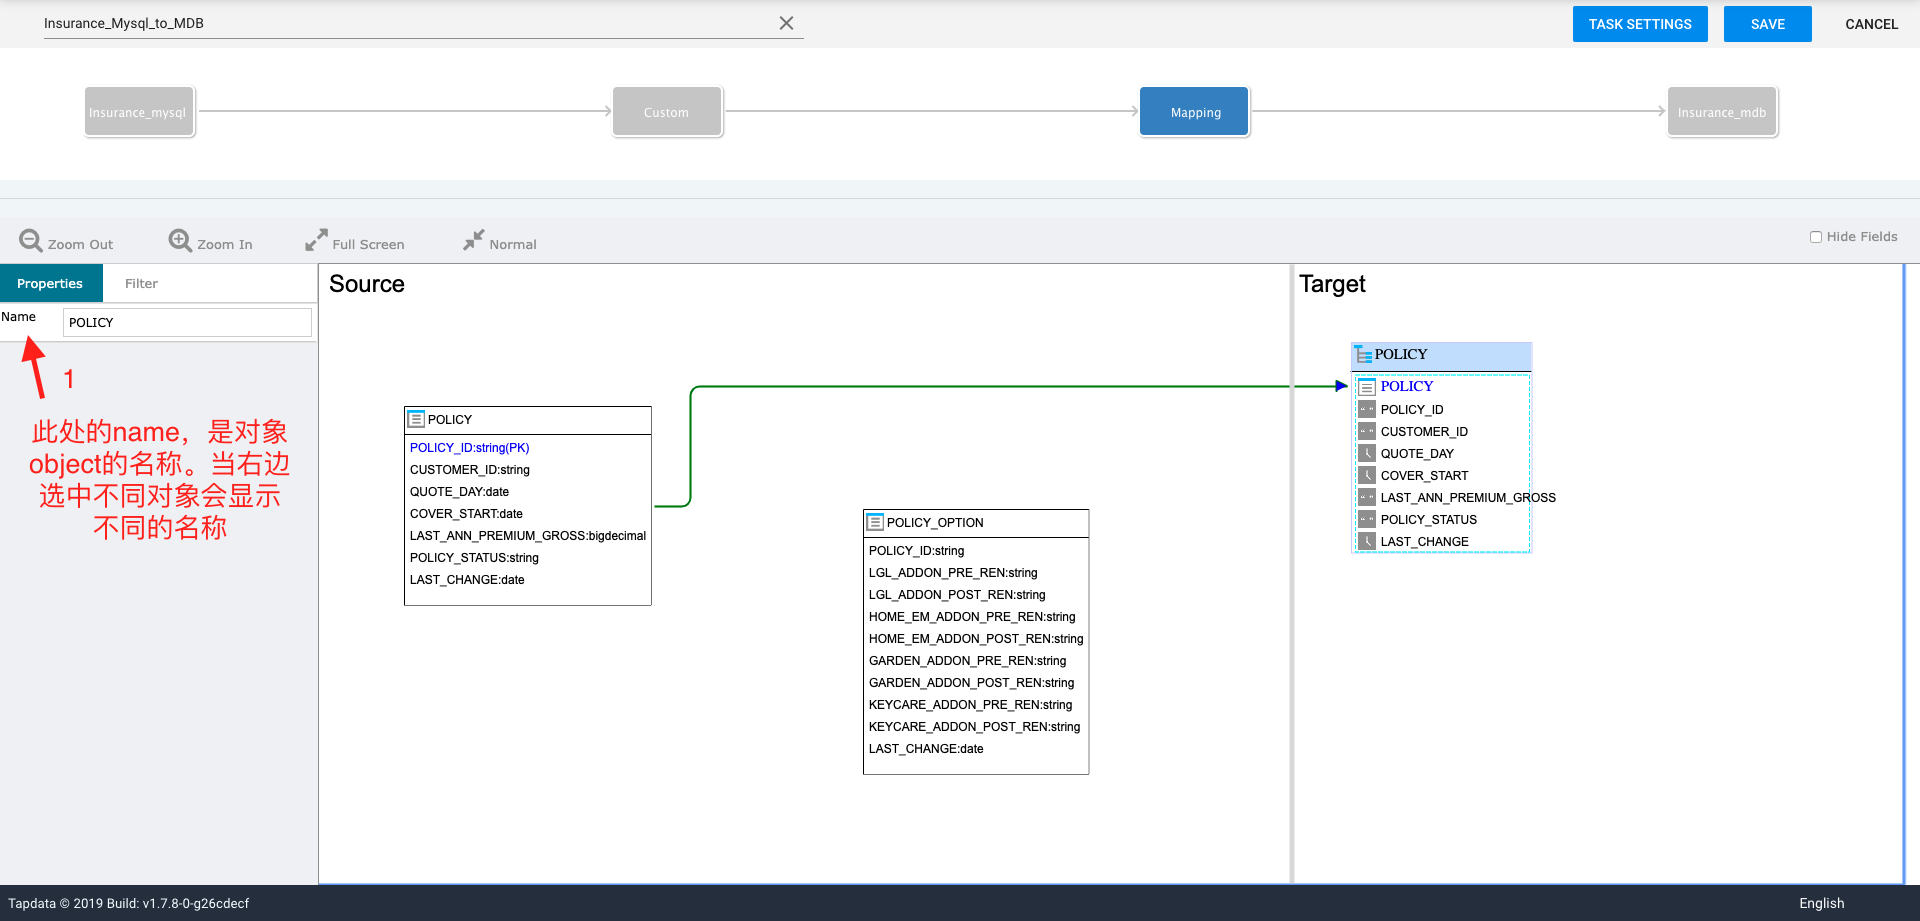 Insurance_Mysql_to_MDB
TASK SETTINGS
SAVE
CANCEL
Insurance_mysql
Custom
Mapping
Insurance_mdb
Zoom Out
Zoom In
Full Screen
Normal
Hide Fields
Properties
Filter
Name
POLICY
1
此处的name，是对象
object的名称。当右边
选中不同对象会显示
不同的名称
Source
POLICY
POLICY_ID:string(PK)
CUSTOMER_ID:string
QUOTE_DAY:date
COVER_START:date
LAST_ANN_PREMIUM_GROSS:bigdecimal
POLICY_STATUS:string
LAST_CHANGE:date
POLICY_OPTION
POLICY_ID:string
LGL_ADDON_PRE_REN:string
LGL_ADDON_POST_REN:string
HOME_EM_ADDON_PRE_REN:string
HOME_EM_ADDON_POST_REN:string
GARDEN_ADDON_PRE_REN:string
GARDEN_ADDON_POST_REN:string
KEYCARE_ADDON_PRE_REN:string
KEYCARE_ADDON_POST_REN:string
LAST_CHANGE:date
Target
POLICY
POLICY
POLICY_ID
CUSTOMER_ID
QUOTE_DAY
COVER_START
LAST_ANN_PREMIUM_GROSS
POLICY_STATUS
LAST_CHANGE
Tapdata © 2019 Build: v1.7.8-0-g26cdecf
English